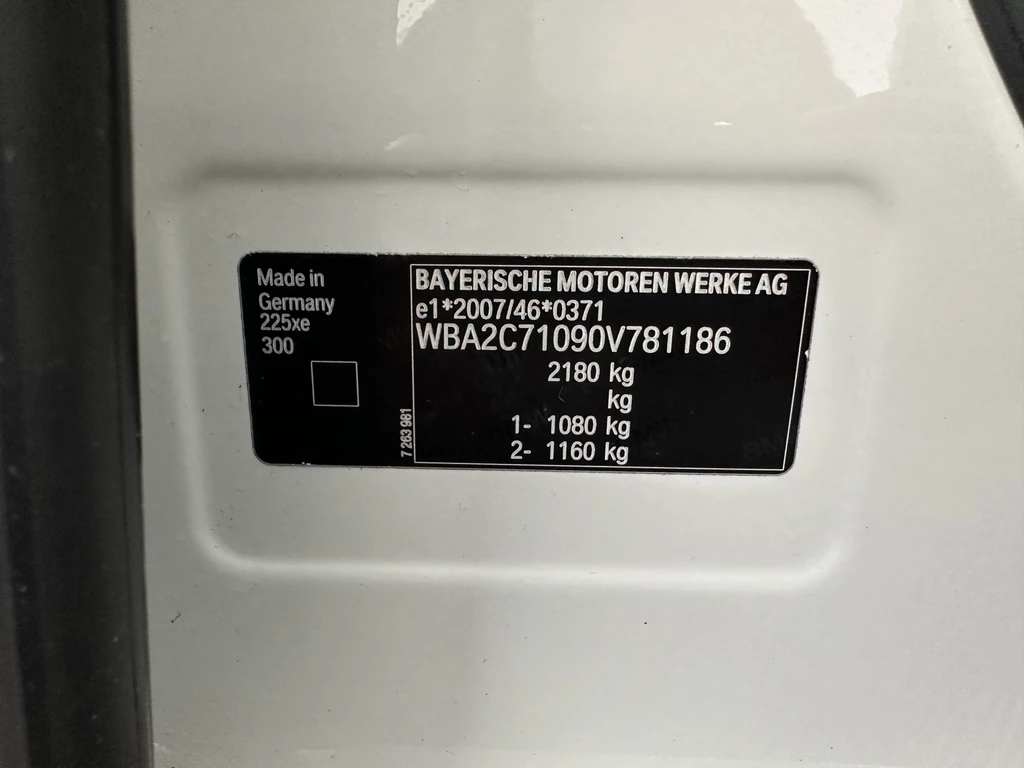 Made in
Germany
225xe
300
7 263 981
BAYERISCHE MOTOREN WERKE AG
e1*2007/46*0371
WBA2C71090V781186
2180 kg
kg
1- 1080 kg
2- 1160 kg